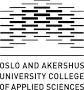 OSLO AND AKERSHUS
UNIVERSITY COLLEGE
OF APPLIED SCIENCES